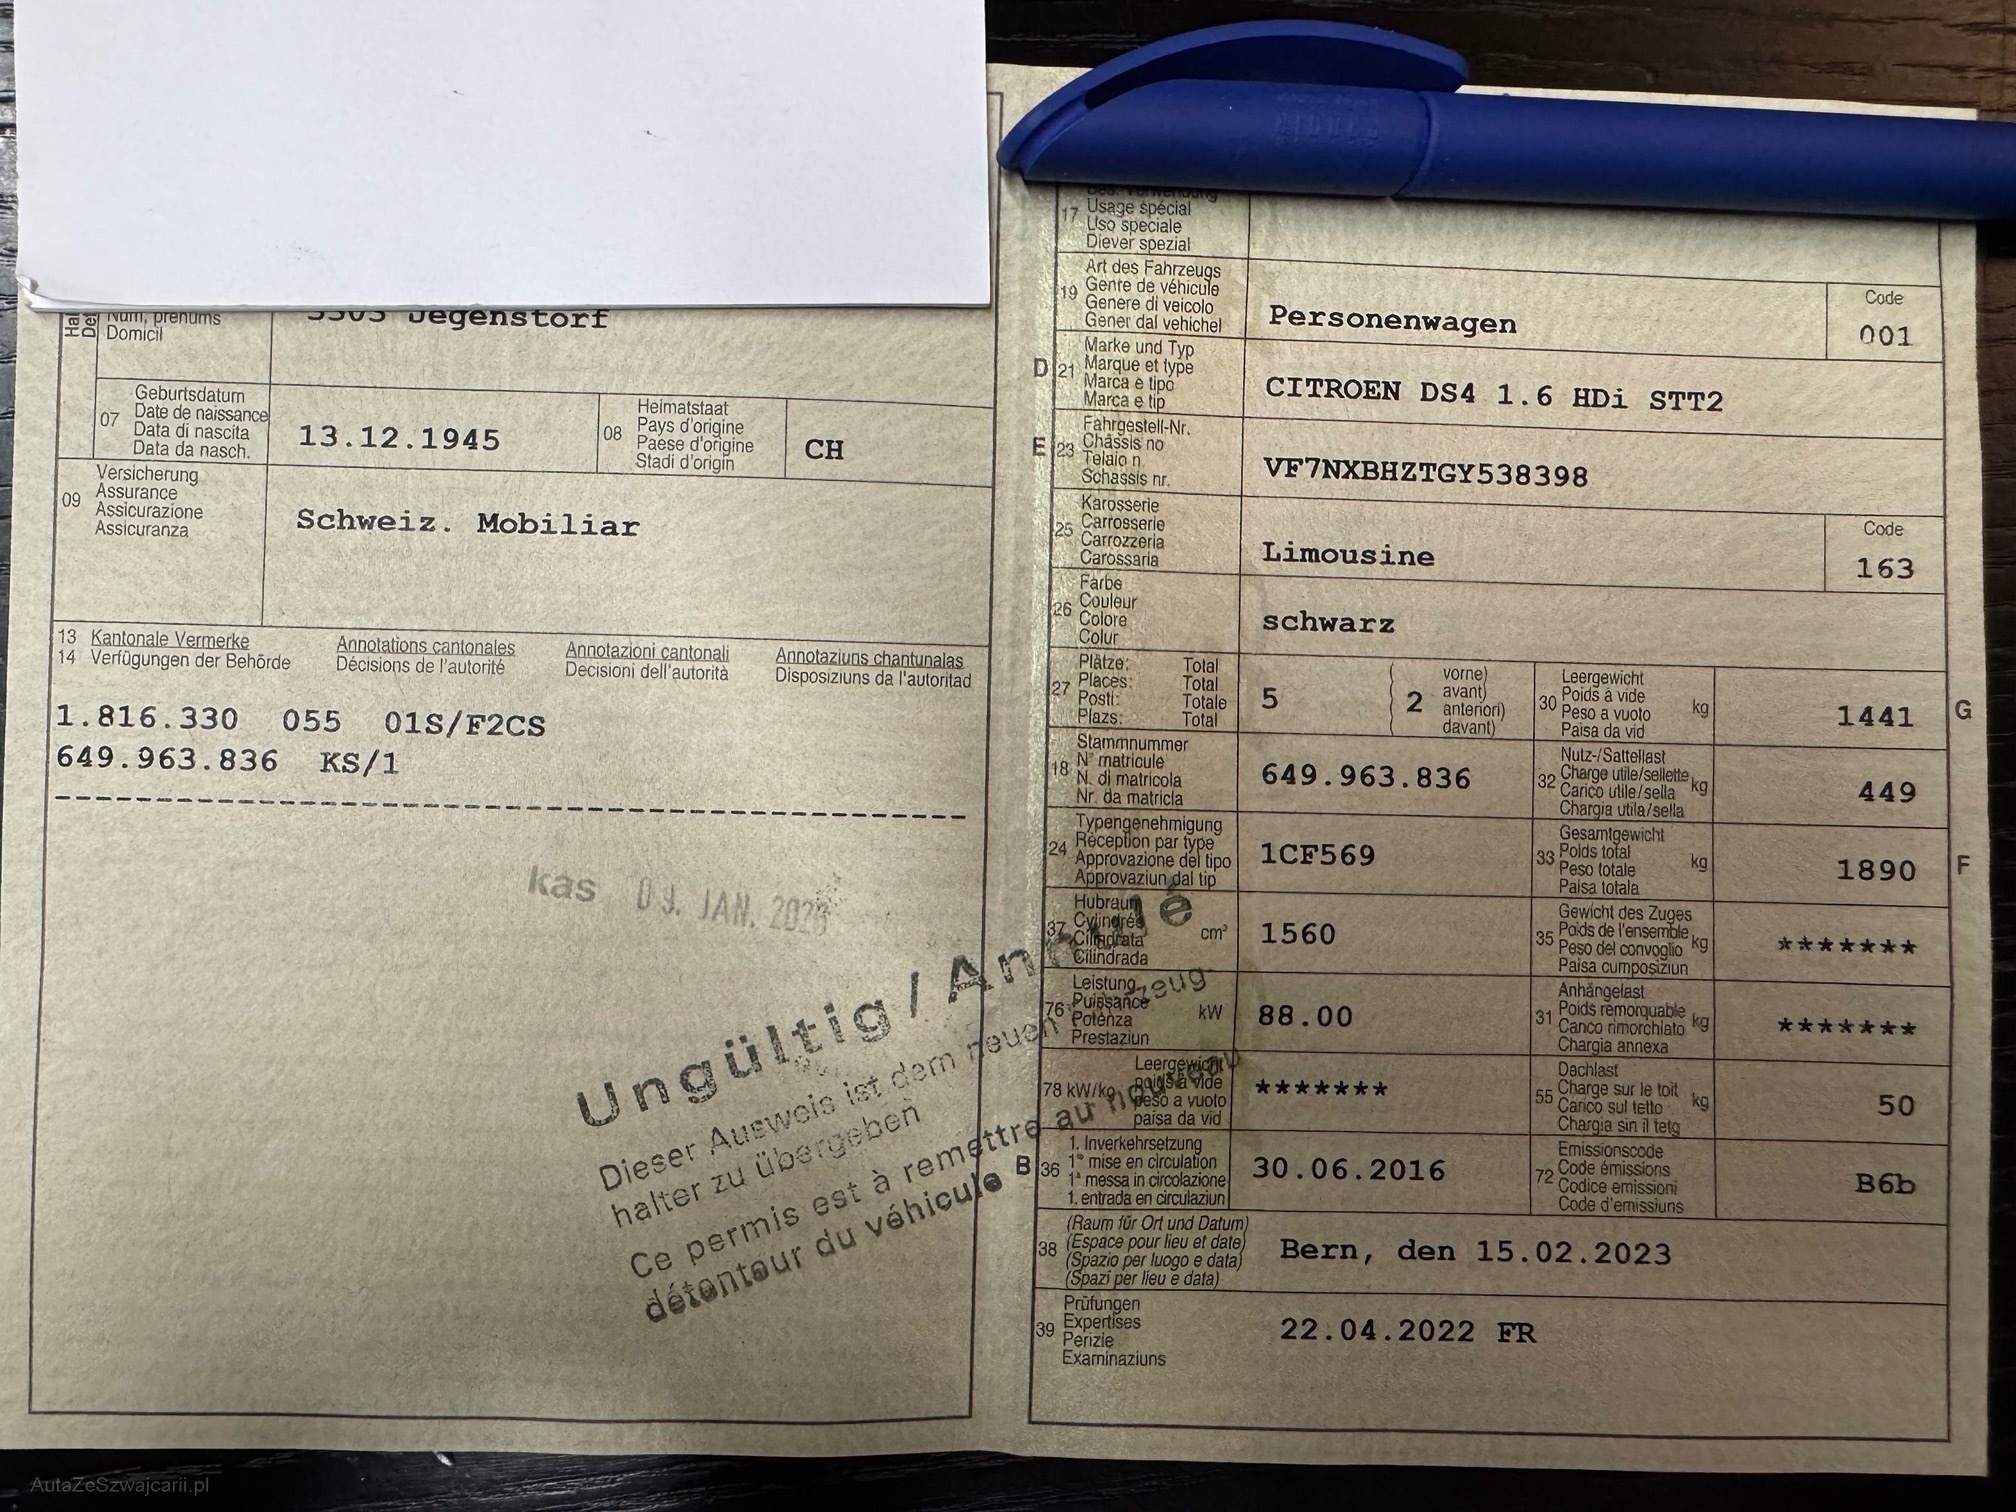 Num, prénums
Domicil
Jegenstorf
07
Geburtsdatum
Date de naissance
Data di nascita
Data da nasch.
13.12.1945
08
Heimatstaat
Pays d'origine
Paese d'origine
Stadi d'origin
CH
09
Versicherung
Assurance
Assicurazione
Assicuranza
Schweiz. Mobiliar
13 Kantonale Vermerke Annotations cantonales Annotazioni cantonali Annotaziuns chantunalas
14 Verfügungen der Behörde Décisions de l'autorité Decisioni dell'autorità Disposiziuns da l'autoritad
1.816.330 055 01S/F2CS
649.963.836 KS/1
kas 09. JAN.
Ungültig / Annulé
Dieser Ausweis ist dem neuen Fahrzeug-
halter zu übergeben
Ce permis est à remettre au nouveau
détenteur du véhicule
17
Usage spécial
Uso speciale
Diever spezial
19
Art des Fahrzeugs
Genre de véhicule
Genere di veicolo
Gener dal vehichel
Personenwagen
Code
001
D
21
Marke und Typ
Marque et type
Marca e tipo
Marca e tip
CITROEN DS4 1.6 HDi STT2
E
23
Fahrgestell-Nr.
Châssis no
Telaio n.
Schassis nr.
VF7NXBHZTGY538398
25
Karosserie
Carrosserie
Carrozzeria
Carossaria
Limousine
Code
163
26
Farbe
Couleur
Colore
Colur
schwarz
27
Plätze: Total
Places: Total
Posti: Totale
Plazs: Total
5
2
vorne)
avant)
anteriori)
davant)
30
Leergewicht
Poids à vide
Peso a vuoto
Paisa da vid
kg
1441
G
18
Stammnummer
N° matricule
N. di matricola
Nr. da matricla
649.963.836
32
Nutz-/Sattellast
Charge utile/sellette
Carico utile/sella
Chargia utila/sella
kg
449
24
Typengenehmigung
Réception par type
Approvazione del tipo
Approvaziun dal tip
1CF569
33
Gesamtgewicht
Poids total
Peso totale
Paisa totala
kg
1890
F
37
Hubraum
Cylindrée
Cilindrata
Cilindrada
cm³
1560
35
Gewicht des Zuges
Poids de l'ensemble
Peso del convoglio
Paisa cumposiziun
kg
*******
76
Leistung
Puissance
Potenza
Prestaziun
kW
88.00
31
Anhängelast
Poids remorquable
Carico rimorchiato
Chargia annexa
kg
*******
78 kW/kg
Leergewicht
poids à vide
peso a vuoto
paisa da vid
*******
55
Dachlast
Charge sur le toit
Carico sul tetto
Chargia sin il tetg
kg
50
B
36
1. Inverkehrsetzung
1° mise en circulation
1ª messa in circolazione
1. entrada en circulaziun
30.06.2016
72
Emissionscode
Code émissions
Codice emissioni
Code d'emissiuns
B6b
38
(Raum für Ort und Datum)
(Espace pour lieu et date)
(Spazio per luogo e data)
(Spazi per lieu e data)
Bern, den 15.02.2023
39
Prüfungen
Expertises
Perizie
Examinaziuns
22.04.2022 FR
AutaZeSzwajcarii.pl